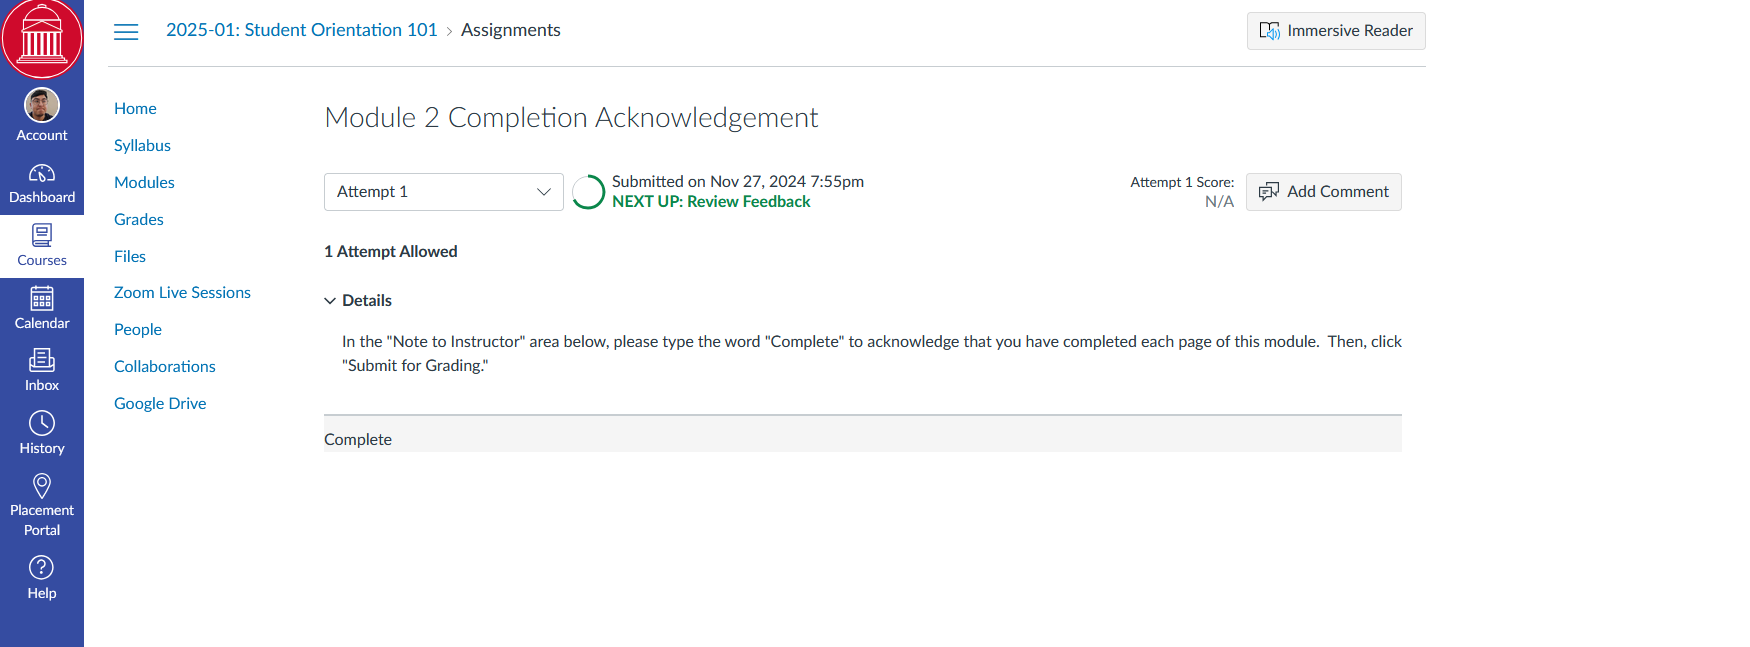 2025-01: Student Orientation 101 > Assignments
Immersive Reader
Account
Dashboard
Courses
Calendar
Inbox
History
Placement
Portal
Help
Home
Syllabus
Modules
Grades
Files
Zoom Live Sessions
People
Collaborations
Google Drive
Module 2 Completion Acknowledgement
Attempt 1
Submitted on Nov 27, 2024 7:55pm
NEXT UP: Review Feedback
Attempt 1 Score:
N/A
Add Comment
1 Attempt Allowed
Details
In the "Note to Instructor" area below, please type the word "Complete" to acknowledge that you have completed each page of this module. Then, click
"Submit for Grading."
Complete